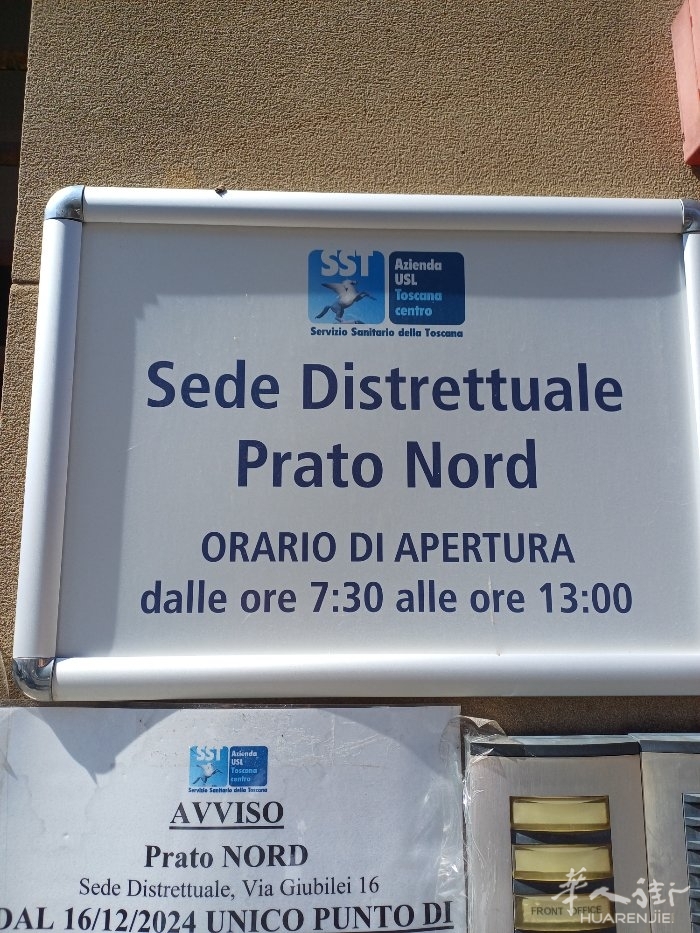 SST
Azienda
USL
Toscana
centro
Servizio Sanitario della Toscana
Sede Distrettuale
Prato Nord
ORARIO DI APERTURA
dalle ore 7:30 alle ore 13:00
SST
Azienda
USL
Toscana
centro
Servizio Sanitario della Toscana
AVVISO
Prato NORD
Sede Distrettuale, Via Giubilei 16
DAL 16/12/2024 UNICO PUNTO DI
FRONT OFFICE
华人街
HUARENJIE